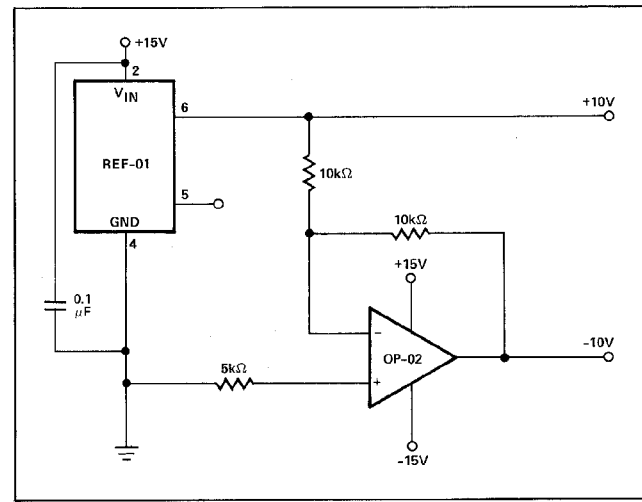 +15V
2
V_IN
6
+10V
REF-01
10kΩ
5
10kΩ
GND
4
+15V
0.1
μF
−
OP-02
-10V
5kΩ
+
-15V